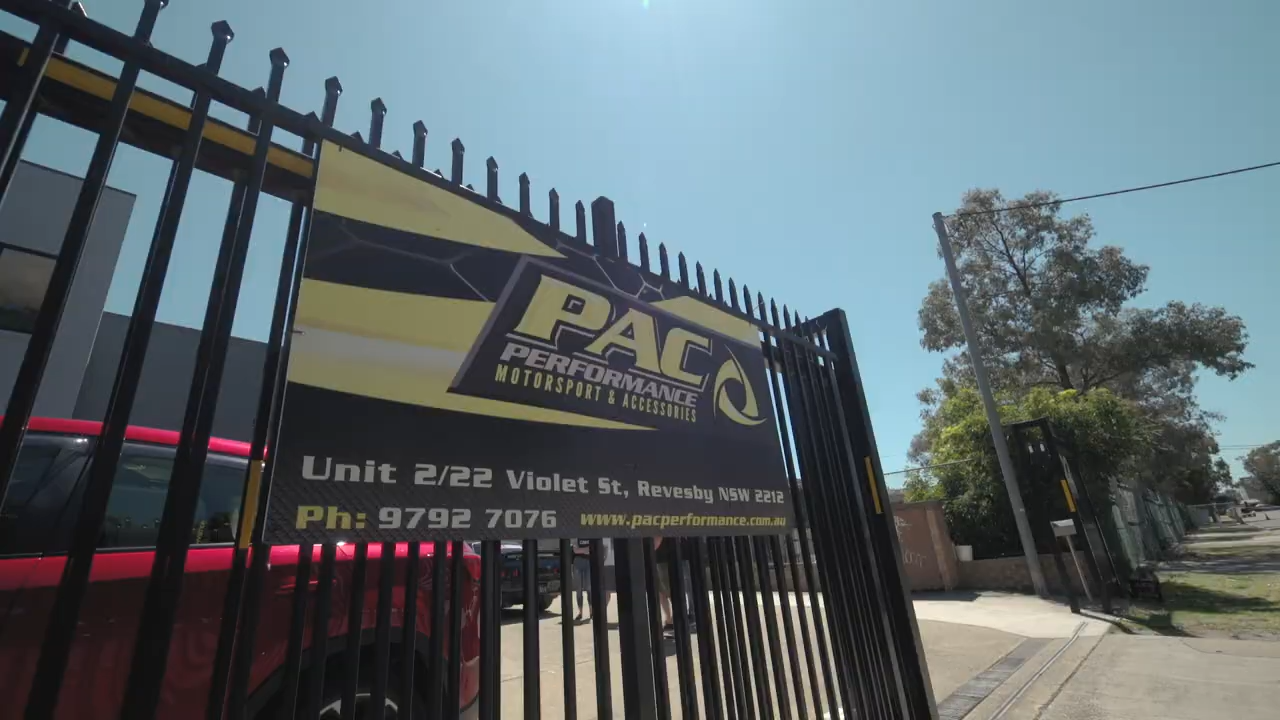 PAC
PERFORMANCE
MOTORSPORT & ACCESSORIES
Unit 2/22 Violet St, Revesby NSW 2212
Ph: 9792 7076 www.pacperformance.com.au